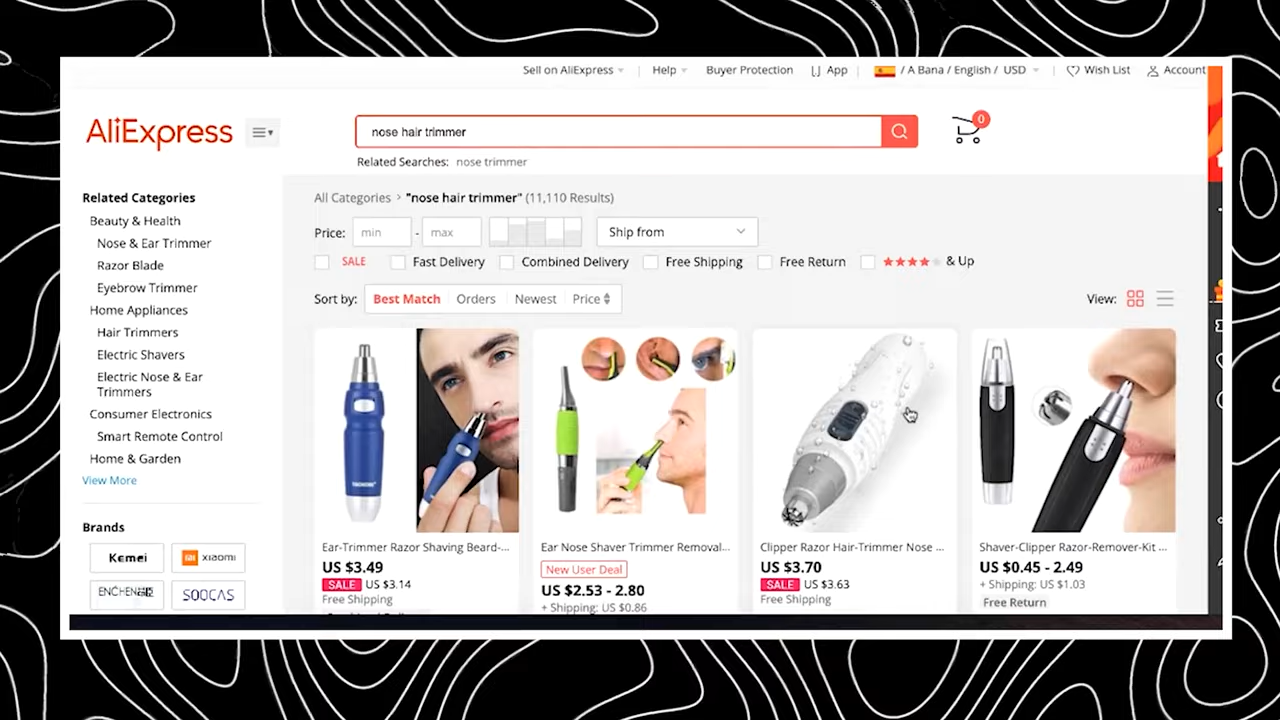 Sell on AliExpress
Help
Buyer Protection
App
/ A Bana / English / USD
Wish List
Account
AliExpress
nose hair trimmer
0
Related Searches: nose trimmer
Related Categories
Beauty & Health
Nose & Ear Trimmer
Razor Blade
Eyebrow Trimmer
Home Appliances
Hair Trimmers
Electric Shavers
Electric Nose & Ear
Trimmers
Consumer Electronics
Smart Remote Control
Home & Garden
View More
Brands
Kemei
mi xiaomi
ENCHEN
SOOCAS
All Categories > "nose hair trimmer" (11,110 Results)
Price: min - max
Ship from
SALE
Fast Delivery
Combined Delivery
Free Shipping
Free Return
& Up
Sort by: Best Match Orders Newest Price
View:
Ear-Trimmer Razor Shaving Beard-...
US $3.49
SALE US $3.14
Free Shipping
Ear Nose Shaver Trimmer Removal...
New User Deal
US $2.53 - 2.80
+ Shipping: US $0.86
Clipper Razor Hair-Trimmer Nose ...
US $3.70
SALE US $3.63
Free Shipping
Shaver-Clipper Razor-Remover-Kit ...
US $0.45 - 2.49
+ Shipping: US $1.03
Free Return